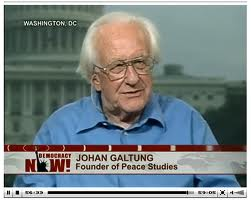 WASHINGTON, DC
DEMOCRACY
NOW!
JOHAN GALTUNG
Founder of Peace Studies